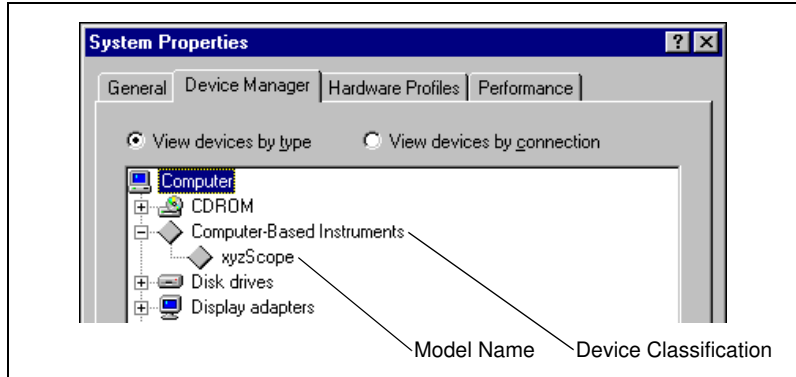 System Properties
General Device Manager Hardware Profiles Performance
View devices by type View devices by connection
Computer
CDROM
Computer-Based Instruments
xyzScope
Disk drives
Display adapters
Model Name Device Classification